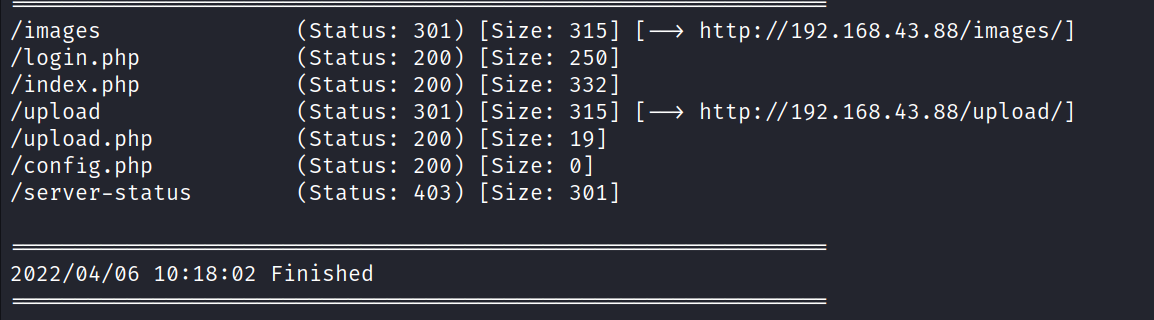 ===============================================================
/images               (Status: 301) [Size: 315] [--> http://192.168.43.88/images/]
/login.php            (Status: 200) [Size: 250]
/index.php            (Status: 200) [Size: 332]
/upload               (Status: 301) [Size: 315] [--> http://192.168.43.88/upload/]
/upload.php           (Status: 200) [Size: 19]
/config.php           (Status: 200) [Size: 0]
/server-status        (Status: 403) [Size: 301]
===============================================================
2022/04/06 10:18:02 Finished
===============================================================